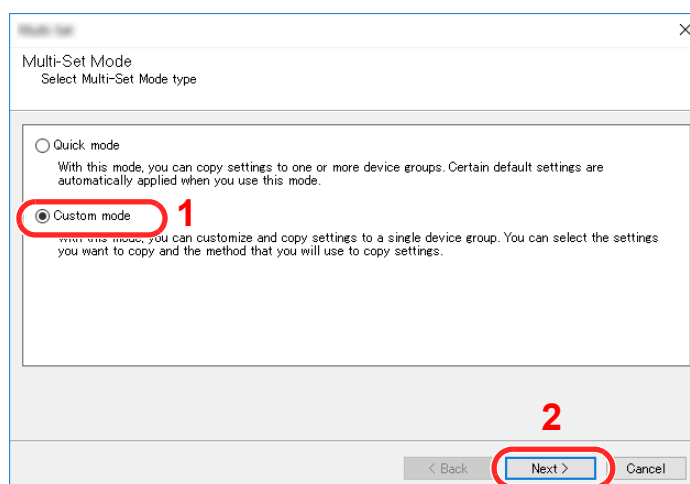 Multi-Set Mode
Select Multi-Set Mode type
Quick mode
With this mode, you can copy settings to one or more device groups. Certain default settings are
automatically applied when you use this mode.
Custom mode 1
With this mode, you can customize and copy settings to a single device group. You can select the settings
you want to copy and the method that you will use to copy settings.
2
< Back Next > Cancel